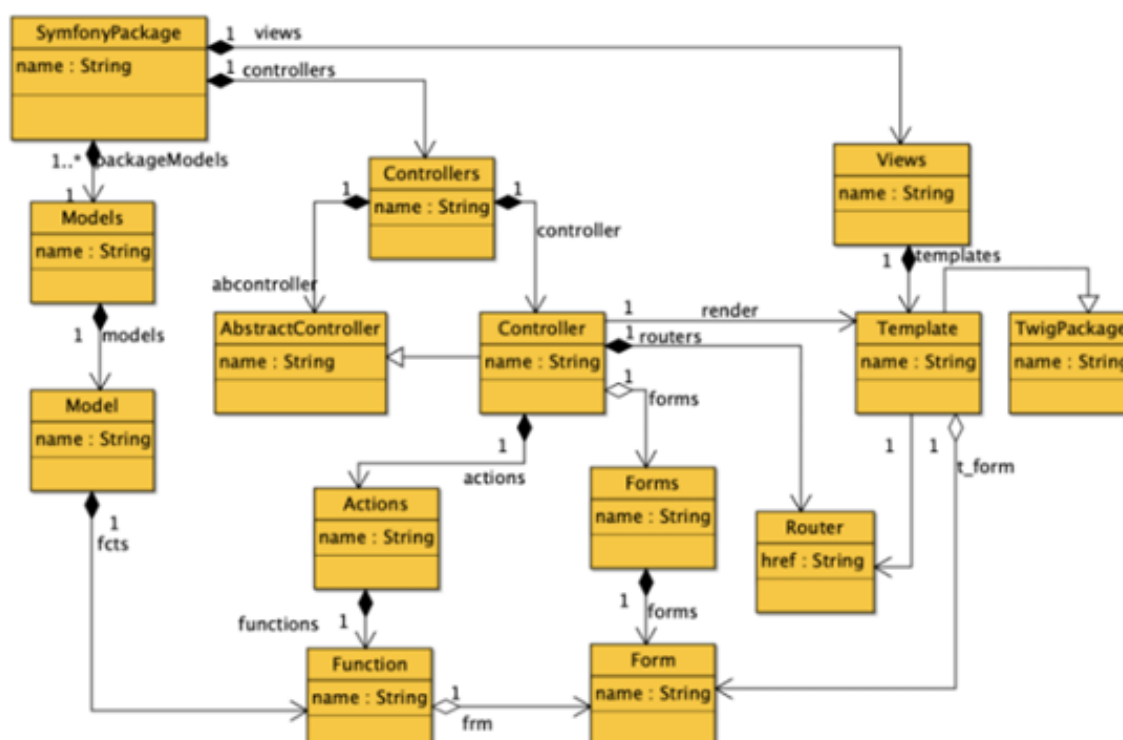 SymfonyPackage
name : String
1 views
1 controllers
1..* packageModels
1
Models
name : String
1 models
Model
name : String
1
fcts
Controllers
name : String
1
1
controller
abcontroller
AbstractController
name : String
Controller
name : String
1 render
1 routers
1
forms
1
actions
Views
name : String
1 templates
Template
name : String
TwigPackage
name : String
1
1
t_form
Actions
name : String
functions 1
Forms
name : String
1 forms
Router
href : String
Function
name : String
1
frm
Form
name : String